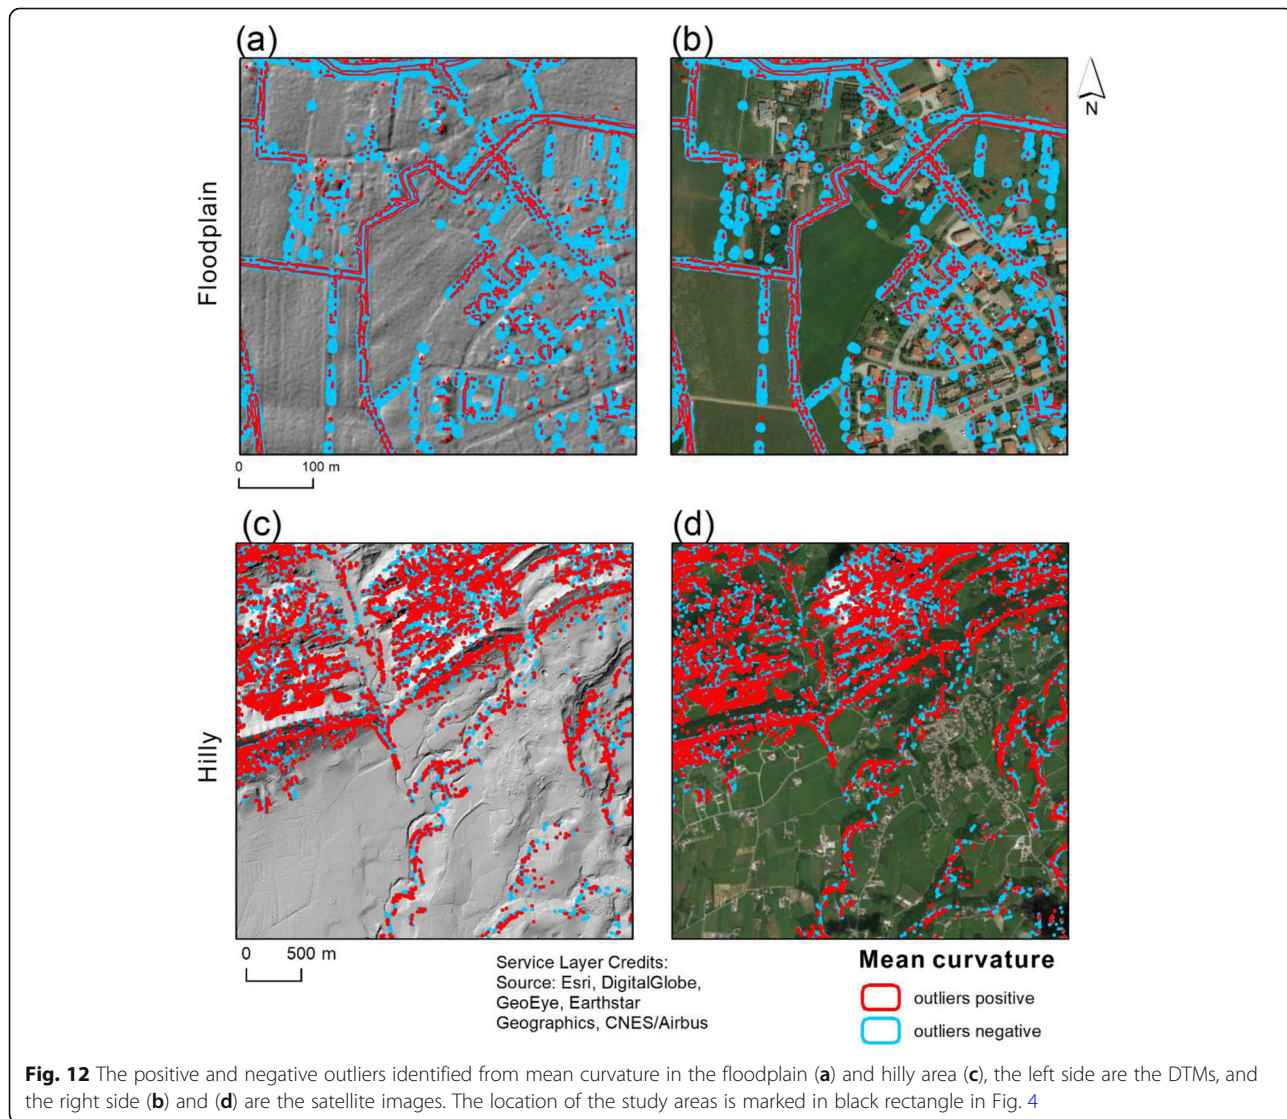 (a)
(b)
N
Floodplain
0 100 m
(c)
(d)
Hilly
0 500 m
Service Layer Credits:
Source: Esri, DigitalGlobe,
GeoEye, Earthstar
Geographics, CNES/Airbus
Mean curvature
outliers positive
outliers negative
Fig. 12 The positive and negative outliers identified from mean curvature in the floodplain (a) and hilly area (c), the left side are the DTMs, and
the right side (b) and (d) are the satellite images. The location of the study areas is marked in black rectangle in Fig. 4